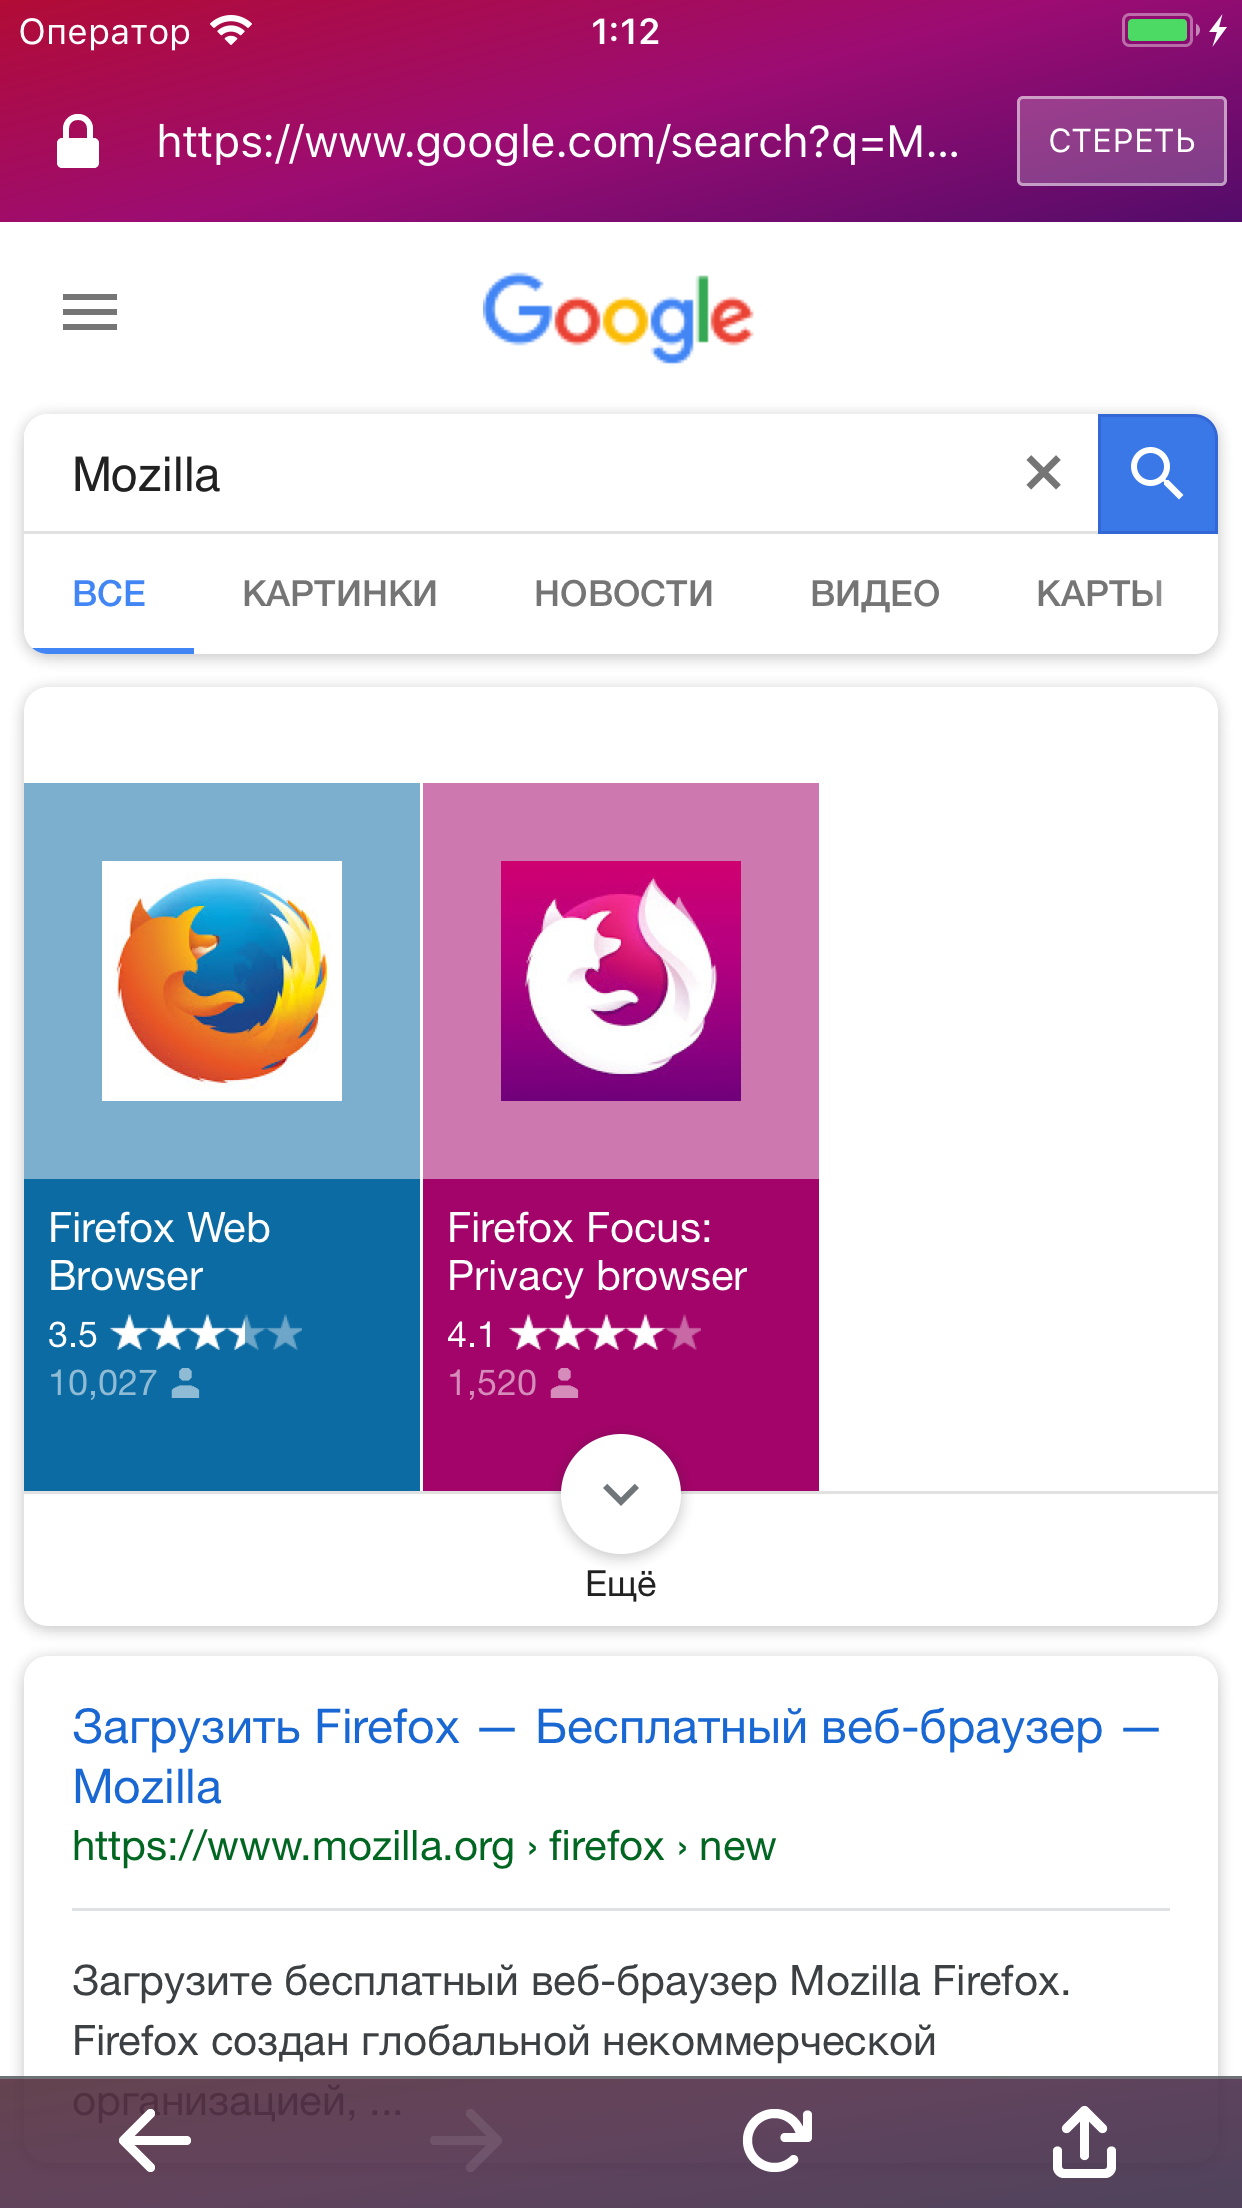 Оператор 1:12
https://www.google.com/search?q=M... СТЕРЕТЬ
Google
Mozilla
ВСЕ КАРТИНКИ НОВОСТИ ВИДЕО КАРТЫ
Firefox Web
Browser
3.5
10,027
Firefox Focus:
Privacy browser
4.1
1,520
Ещё
Загрузить Firefox — Бесплатный веб-браузер —
Mozilla
https://www.mozilla.org › firefox › new
Загрузите бесплатный веб-браузер Mozilla Firefox.
Firefox создан глобальной некоммерческой
организацией, ...